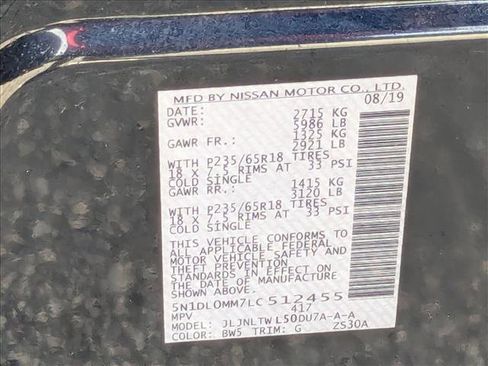 MFD BY NISSAN MOTOR CO., LTD.
08/19
DATE: 2715 KG
GVWR: 5986 LB
1325 KG
GAWR FR.: 2921 LB
WITH P235/65R18 TIRES
18 X 7.5 RIMS AT 33 PSI
COLD SINGLE
1415 KG
GAWR RR.: 3120 LB
WITH P235/65R18 TIRES
18 X 7.5 RIMS AT 33 PSI
COLD SINGLE
THIS VEHICLE CONFORMS TO
ALL APPLICABLE FEDERAL
MOTOR VEHICLE SAFETY AND
THEFT PREVENTION
STANDARDS IN EFFECT ON
THE DATE OF MANUFACTURE
SHOWN ABOVE.
5N1DL0MM7LC512455
MPV 417
MODEL: JLJNLTWL50DU7A-A-A
COLOR: BW5 TRIM: G ZS30A